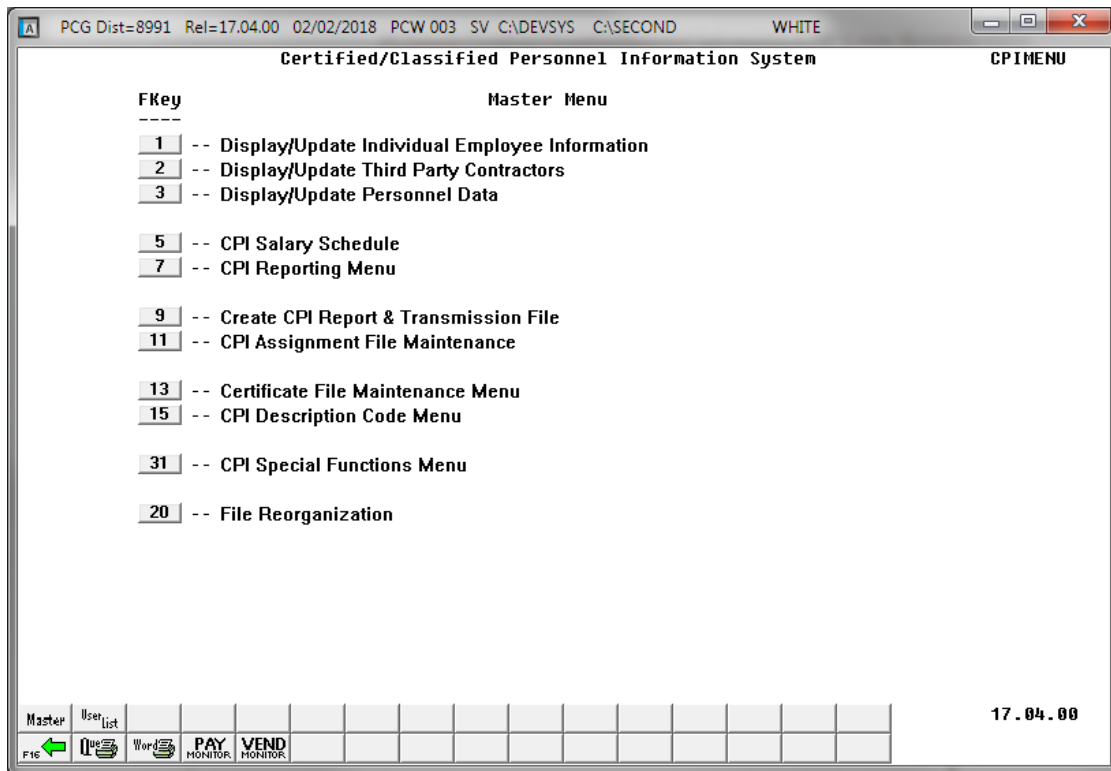 A PCG Dist=8991 Rel=17.04.00 02/02/2018 PCW 003 SV C:\DEVSYS C:\SECOND WHITE
Certified/Classified Personnel Information System CPIMENU
FKey Master Menu
----
1 -- Display/Update Individual Employee Information
2 -- Display/Update Third Party Contractors
3 -- Display/Update Personnel Data
5 -- CPI Salary Schedule
7 -- CPI Reporting Menu
9 -- Create CPI Report & Transmission File
11 -- CPI Assignment File Maintenance
13 -- Certificate File Maintenance Menu
15 -- CPI Description Code Menu
31 -- CPI Special Functions Menu
20 -- File Reorganization
Master User List 17.04.00
F16 Que Word PAY MONITOR VEND MONITOR